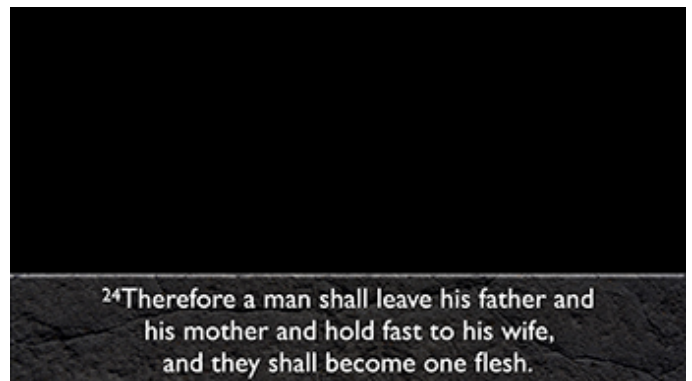 ²⁴Therefore a man shall leave his father and
his mother and hold fast to his wife,
and they shall become one flesh.